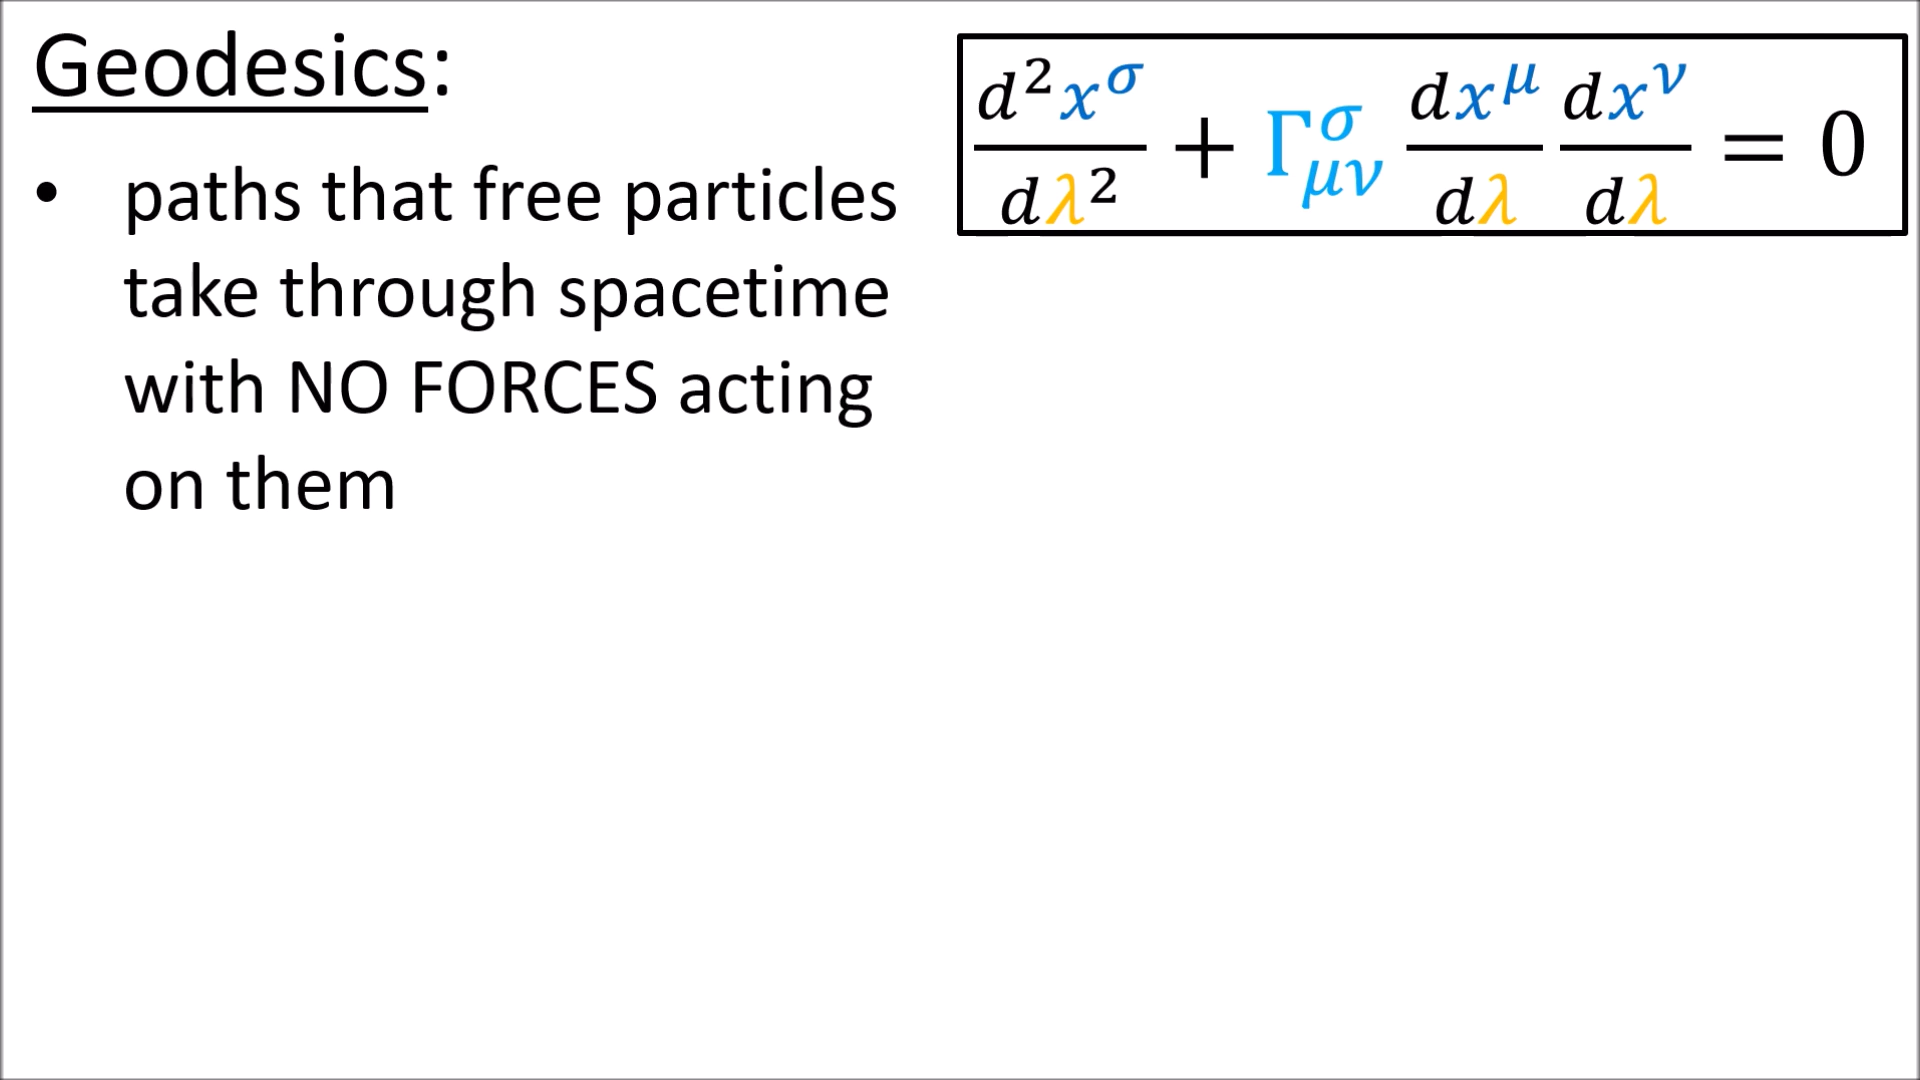 Geodesics:
• paths that free particles
take through spacetime
with NO FORCES acting
on them
d²x^σ/dλ² + Γ^σ_μν dx^μ/dλ dx^ν/dλ = 0